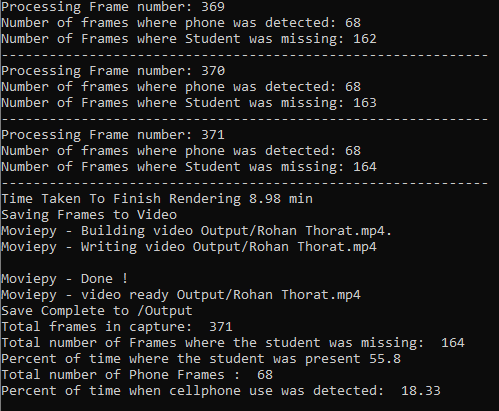 Processing Frame number: 369
Number of frames where phone was detected: 68
Number of Frames where Student was missing: 162
--------------------------------------------------------------
Processing Frame number: 370
Number of frames where phone was detected: 68
Number of Frames where Student was missing: 163
--------------------------------------------------------------
Processing Frame number: 371
Number of frames where phone was detected: 68
Number of Frames where Student was missing: 164
--------------------------------------------------------------
Time Taken To Finish Rendering 8.98 min
Saving Frames to Video
Moviepy - Building video Output/Rohan Thorat.mp4.
Moviepy - Writing video Output/Rohan Thorat.mp4

Moviepy - Done !
Moviepy - video ready Output/Rohan Thorat.mp4
Save Complete to /Output
Total frames in capture:  371
Total number of Frames where the student was missing:  164
Percent of time where the student was present 55.8
Total number of Phone Frames :  68
Percent of time when cellphone use was detected:  18.33